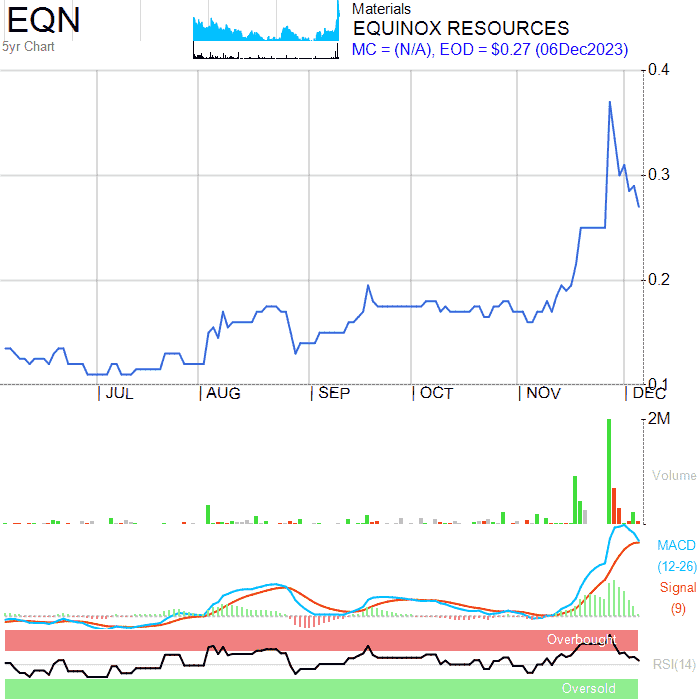 EQN
5yr Chart
Materials
EQUINOX RESOURCES
MC = (N/A), EOD = $0.27 (06Dec2023)
0.4
0.3
0.2
0.1
JUL
AUG
SEP
OCT
NOV
DEC
2M
Volume
MACD
(12-26)
Signal
(9)
Overbought
RSI(14)
Oversold